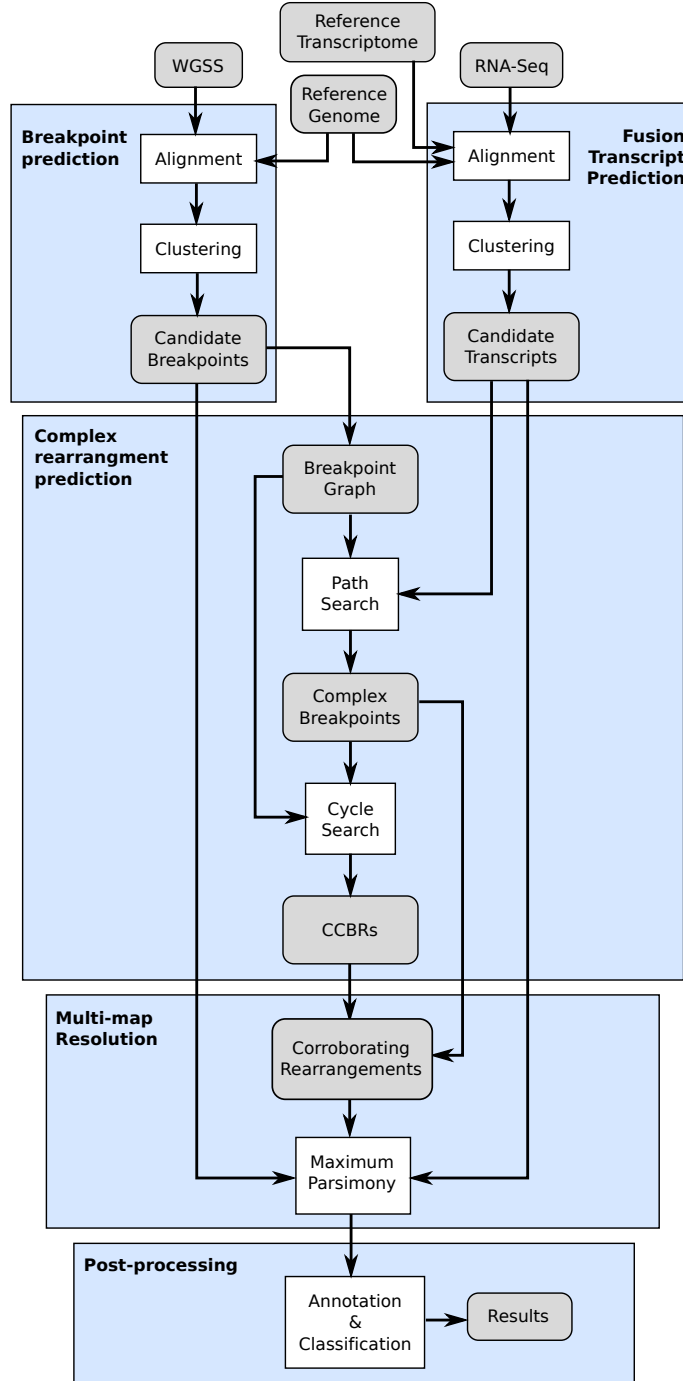 Reference
Transcriptome
WGSS
RNA-Seq
Reference
Genome
Breakpoint
prediction
Fusion
Transcript
Prediction
Alignment
Alignment
Clustering
Clustering
Candidate
Breakpoints
Candidate
Transcripts
Complex
rearrangment
prediction
Breakpoint
Graph
Path
Search
Complex
Breakpoints
Cycle
Search
CCBRs
Multi-map
Resolution
Corroborating
Rearrangements
Maximum
Parsimony
Post-processing
Annotation
&
Classification
Results